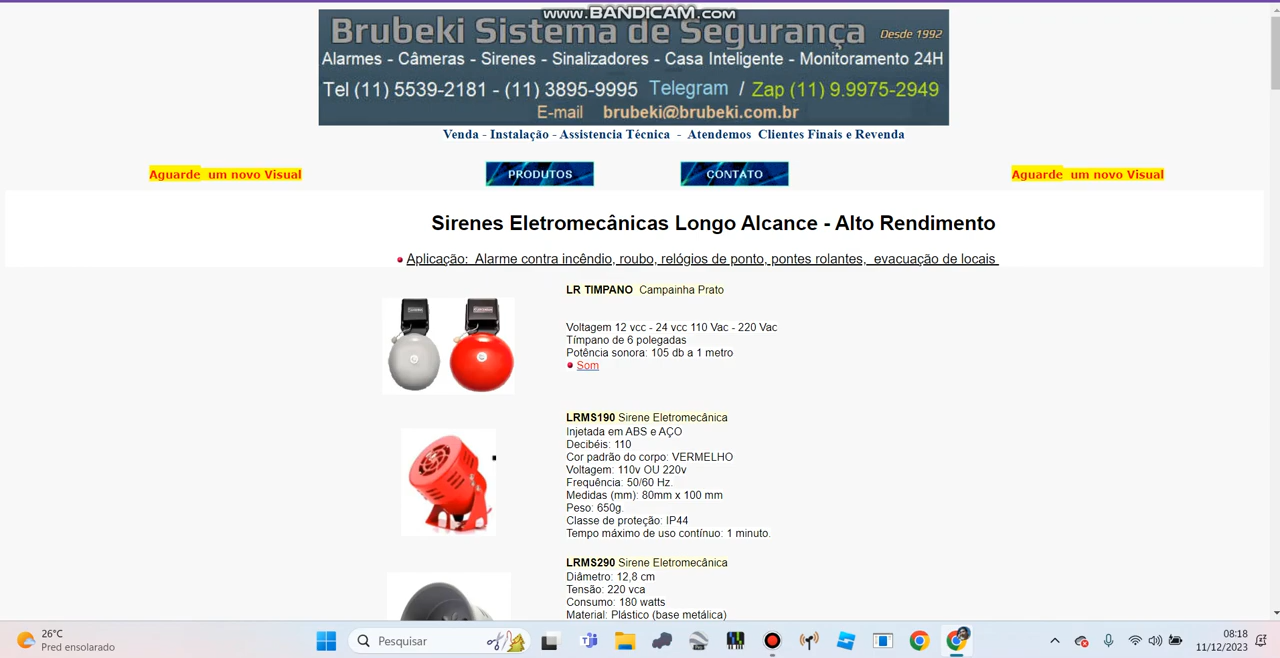 www.BANDICAM.com
Brubeki Sistema de Segurança Desde 1992
Alarmes - Câmeras - Sirenes - Sinalizadores - Casa Inteligente - Monitoramento 24H
Tel (11) 5539-2181 - (11) 3895-9995 Telegram / Zap (11) 9.9975-2949
E-mail brubeki@brubeki.com.br
Venda - Instalação - Assistencia Técnica - Atendemos Clientes Finais e Revenda
Aguarde um novo Visual PRODUTOS CONTATO Aguarde um novo Visual
Sirenes Eletromecânicas Longo Alcance - Alto Rendimento
Aplicação: Alarme contra incêndio, roubo, relógios de ponto, pontes rolantes, evacuação de locais
LR TIMPANO Campainha Prato
Voltagem 12 vcc - 24 vcc 110 Vac - 220 Vac
Tímpano de 6 polegadas
Potência sonora: 105 db a 1 metro
Som
LRMS190 Sirene Eletromecânica
Injetada em ABS e AÇO
Decibéis: 110
Cor padrão do corpo: VERMELHO
Voltagem: 110v OU 220v
Frequência: 50/60 Hz.
Medidas (mm): 80mm x 100 mm
Peso: 650g.
Classe de proteção: IP44
Tempo máximo de uso contínuo: 1 minuto.
LRMS290 Sirene Eletromecânica
Diâmetro: 12,8 cm
Tensão: 220 vca
Consumo: 180 watts
Material: Plástico (base metálica)
26°C
Pred ensolarado
Pesquisar
08:18
11/12/2023